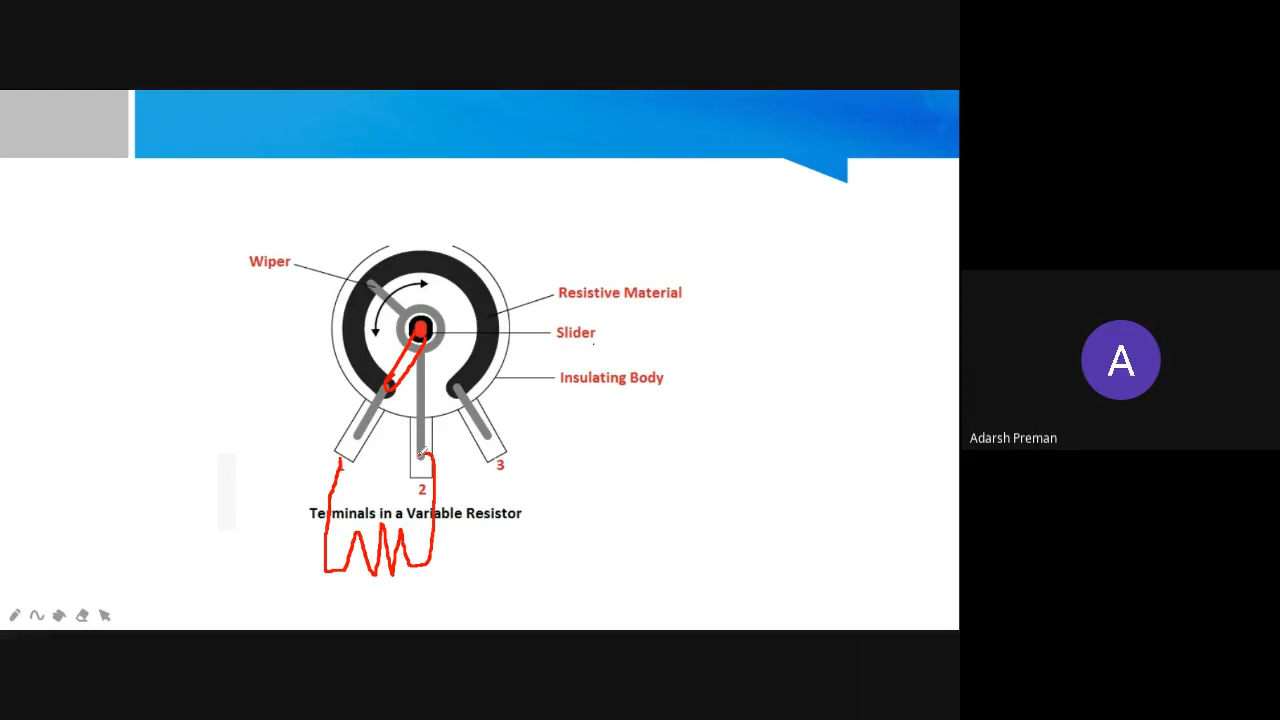 Wiper
Resistive Material
Slider
Insulating Body
1
3
2
Terminals in a Variable Resistor
A
Adarsh Preman